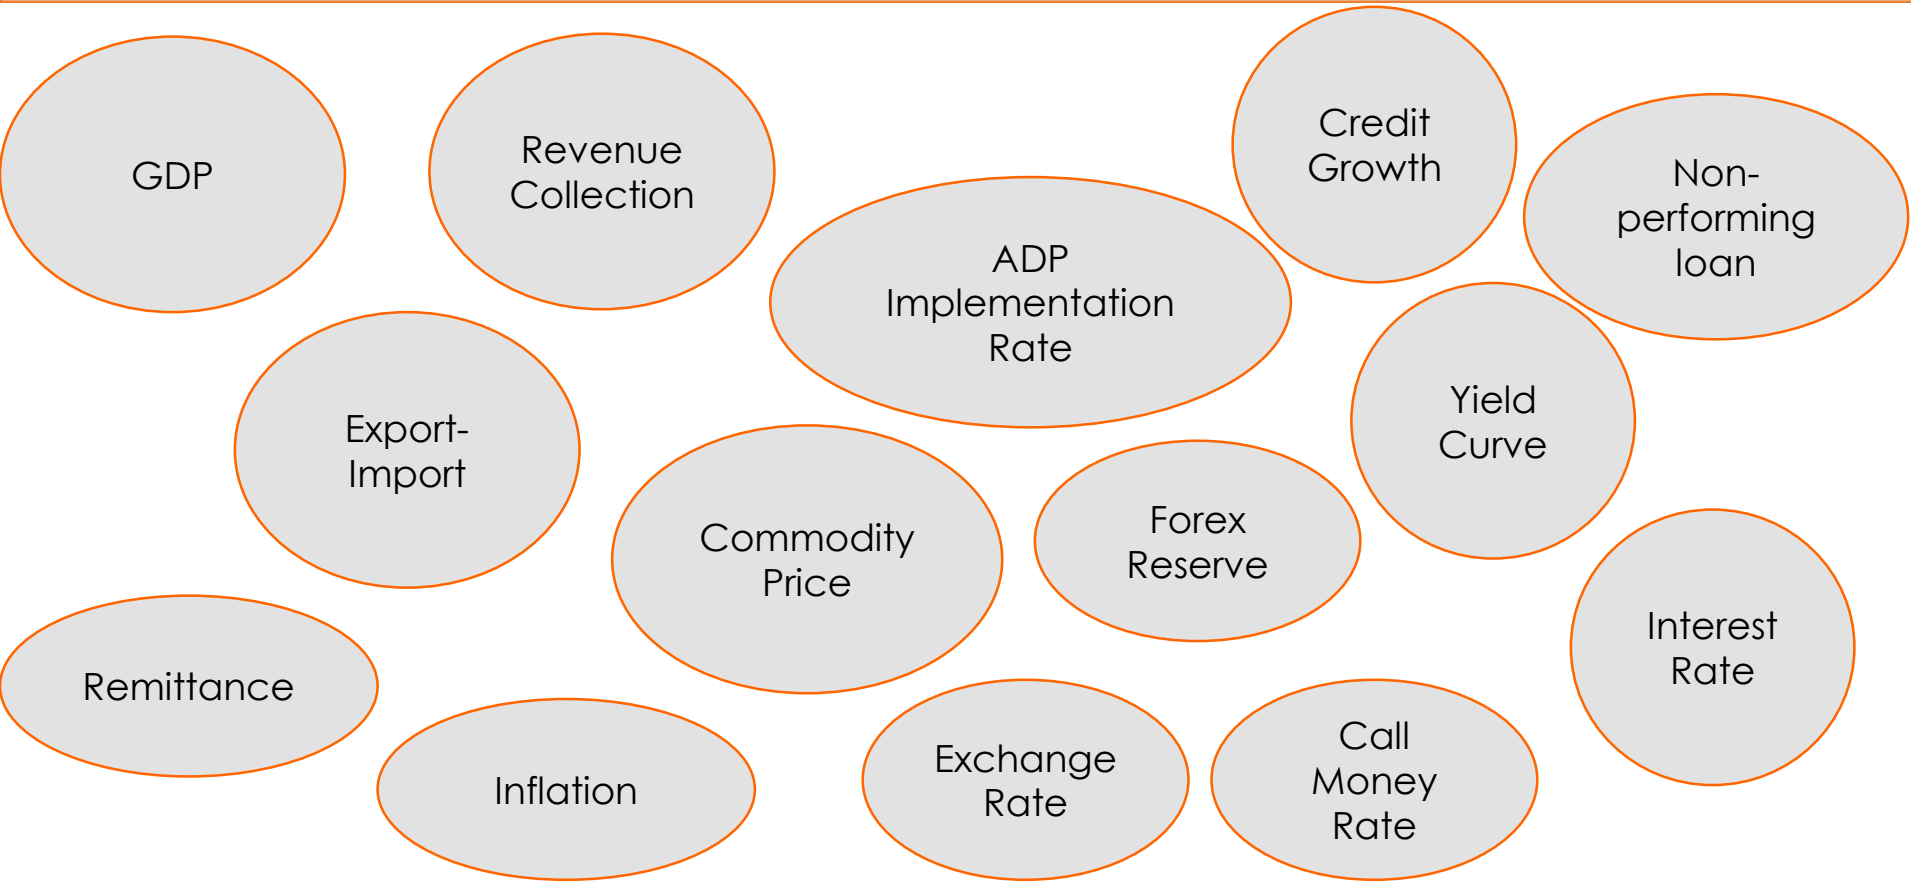 GDP
Revenue
Collection
Credit
Growth
Non-
performing
loan
ADP
Implementation
Rate
Export-
Import
Yield
Curve
Commodity
Price
Forex
Reserve
Interest
Rate
Remittance
Inflation
Exchange
Rate
Call
Money
Rate